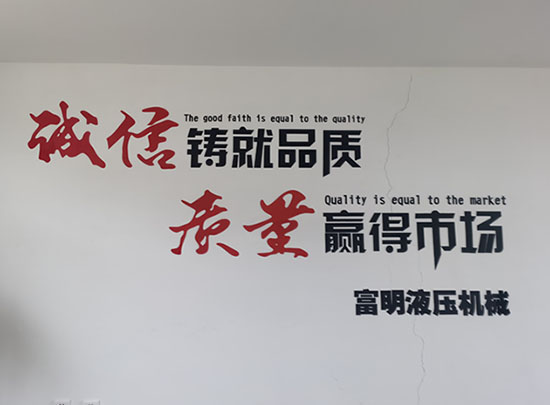 The good faith is equal to the quality
诚信铸就品质
Quality is equal to the market
质量赢得市场
富明液压机械